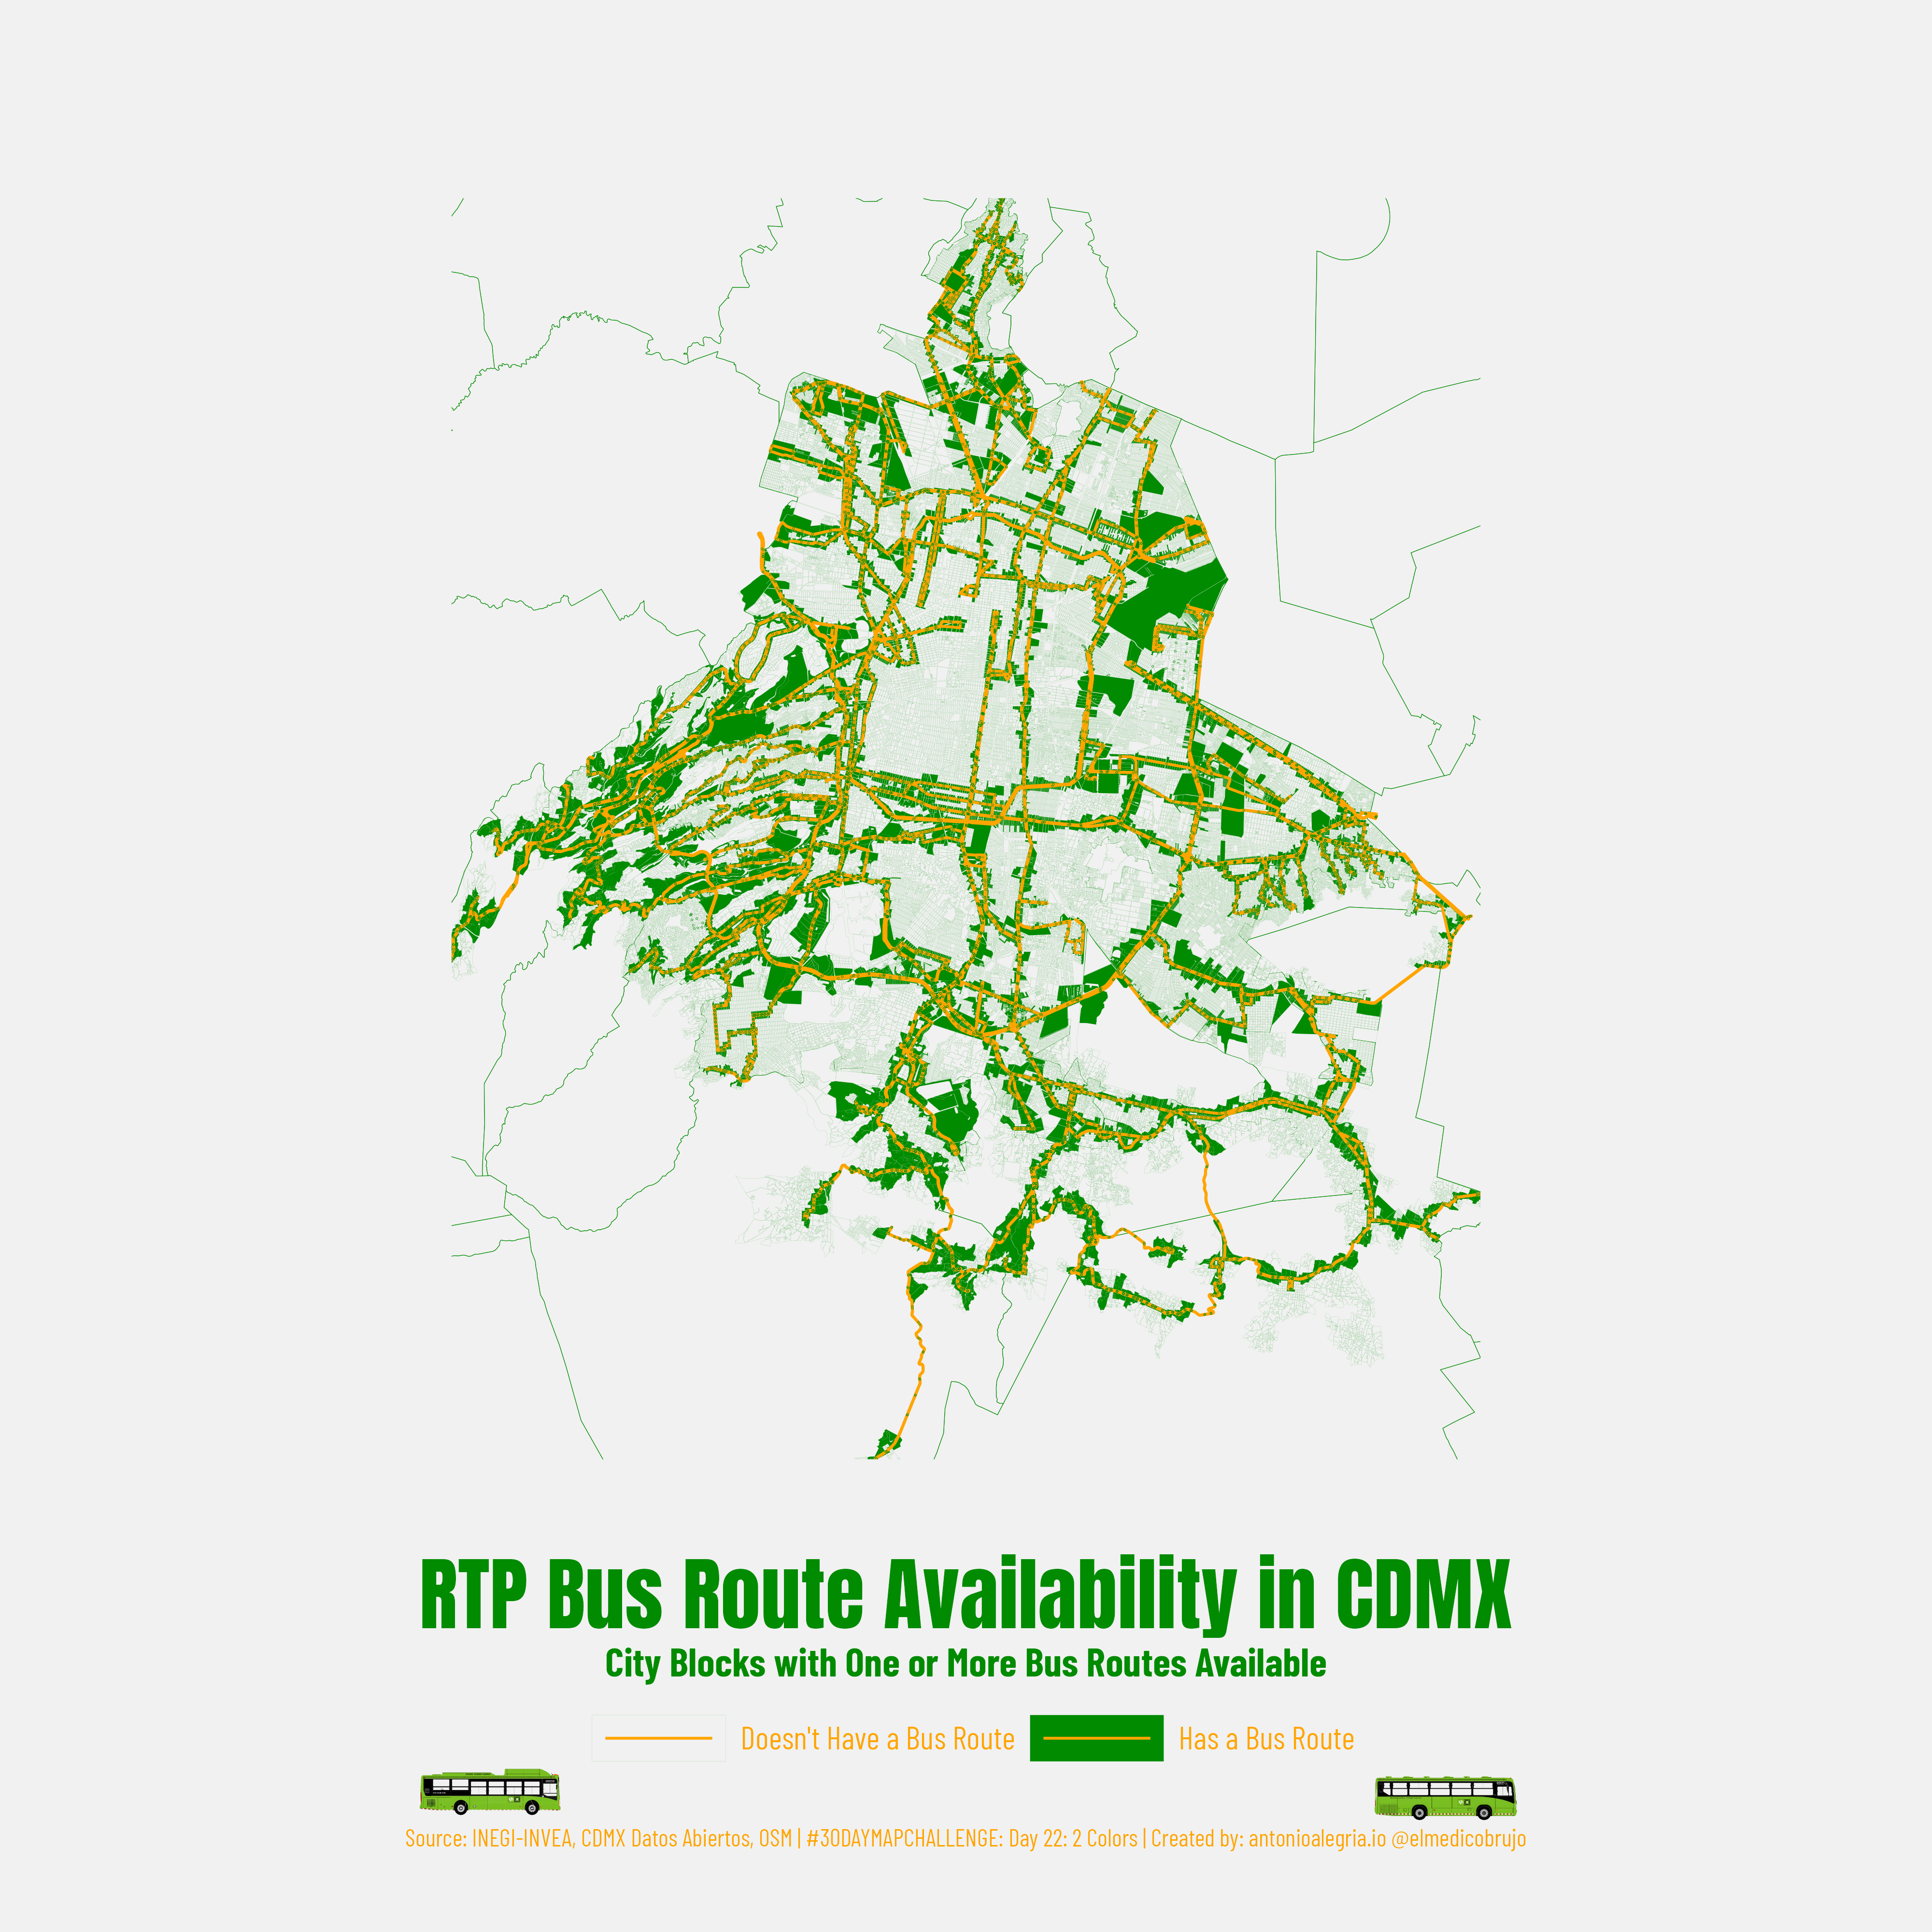 RTP Bus Route Availability in CDMX
City Blocks with One or More Bus Routes Available
Doesn't Have a Bus Route Has a Bus Route
Source: INEGI-INVEA, CDMX Datos Abiertos, OSM | #30DAYMAPCHALLENGE: Day 22: 2 Colors | Created by: antonioalegria.io @elmedicobrujo